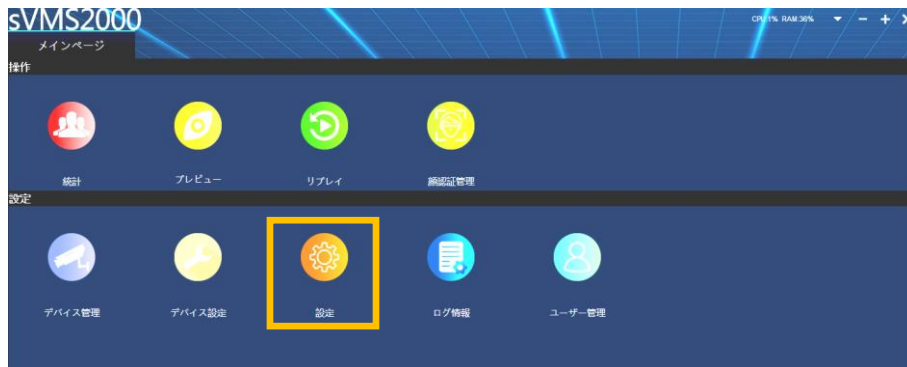 sVMS2000
CPU:1% RAM:36%
メインページ
操作
統計
プレビュー
リプレイ
顔認証管理
設定
デバイス管理
デバイス設定
設定
ログ情報
ユーザー管理